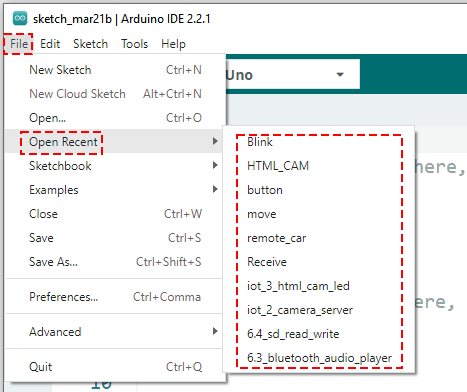 sketch_mar21b | Arduino IDE 2.2.1
File Edit Sketch Tools Help
New Sketch Ctrl+N
New Cloud Sketch Alt+Ctrl+N
Open... Ctrl+O
Open Recent
Sketchbook
Examples
Close Ctrl+W
Save Ctrl+S
Save As... Ctrl+Shift+S
Preferences... Ctrl+Comma
Advanced
Quit Ctrl+Q
Blink
HTML_CAM
button
move
remote_car
Receive
iot_3_html_cam_led
iot_2_camera_server
6.4_sd_read_write
6.3_bluetooth_audio_player
Uno
here,
here,
10